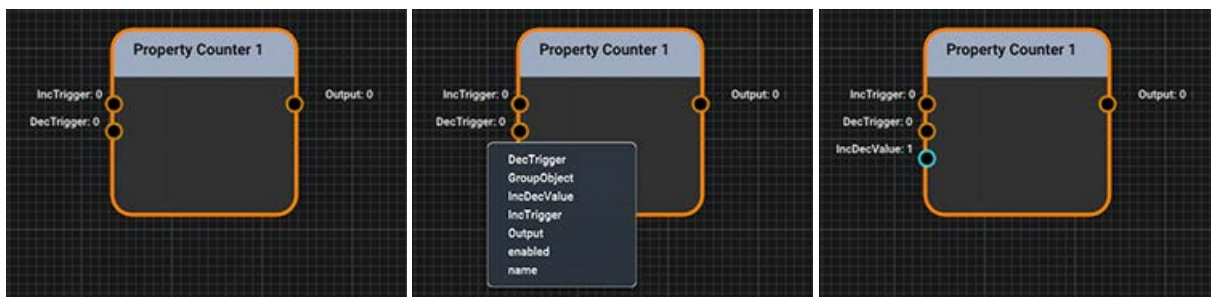 Property Counter 1
IncTrigger: 0
Output: 0
DecTrigger: 0
Property Counter 1
IncTrigger: 0
Output: 0
DecTrigger: 0
DecTrigger
GroupObject
IncDecValue
IncTrigger
Output
enabled
name
Property Counter 1
IncTrigger: 0
Output: 0
DecTrigger: 0
IncDecValue: 1